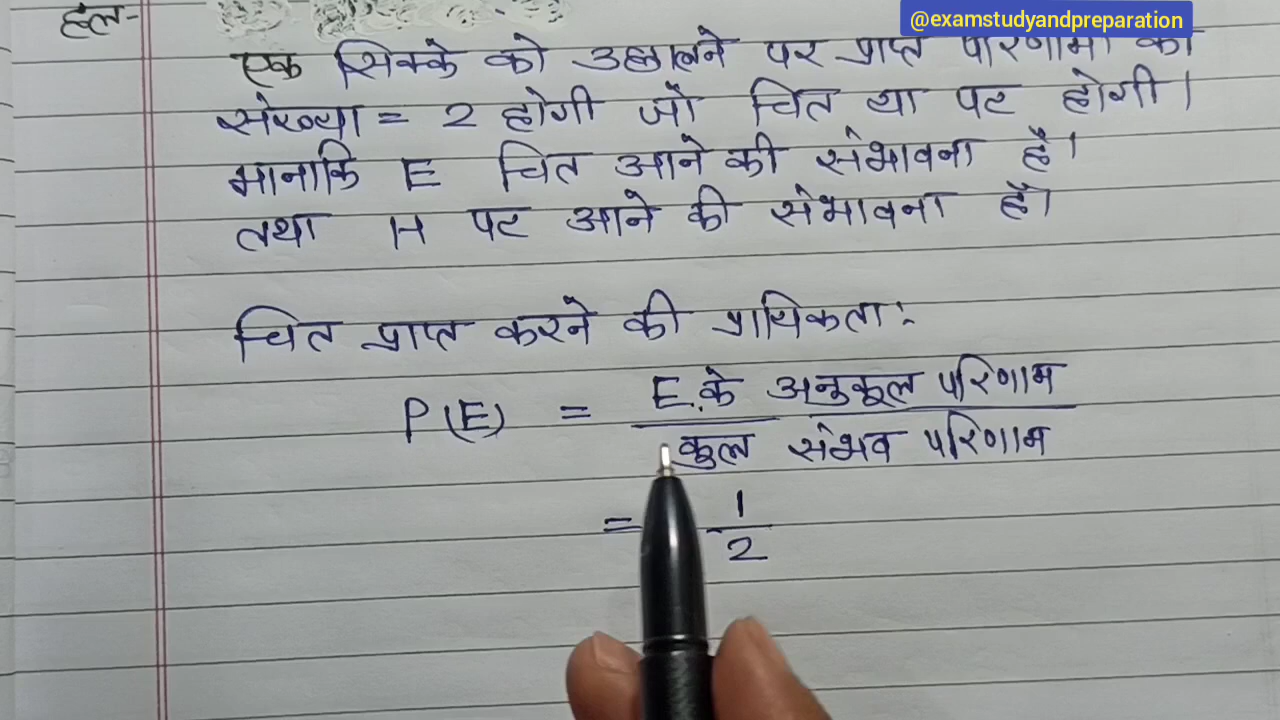 @examstudyandpreparation
हल-
एक सिक्के को उछालने पर प्राप्त परिणामों की
संख्या = 2 होगी जो चित या पट होगी।
मानाकि E चित आने की संभावना है।
तथा H पट आने की संभावना है।
चित प्राप्त करने की प्रायिकता:-
P(E) = E के अनुकूल परिणाम
कुल संभव परिणाम
= 1
2